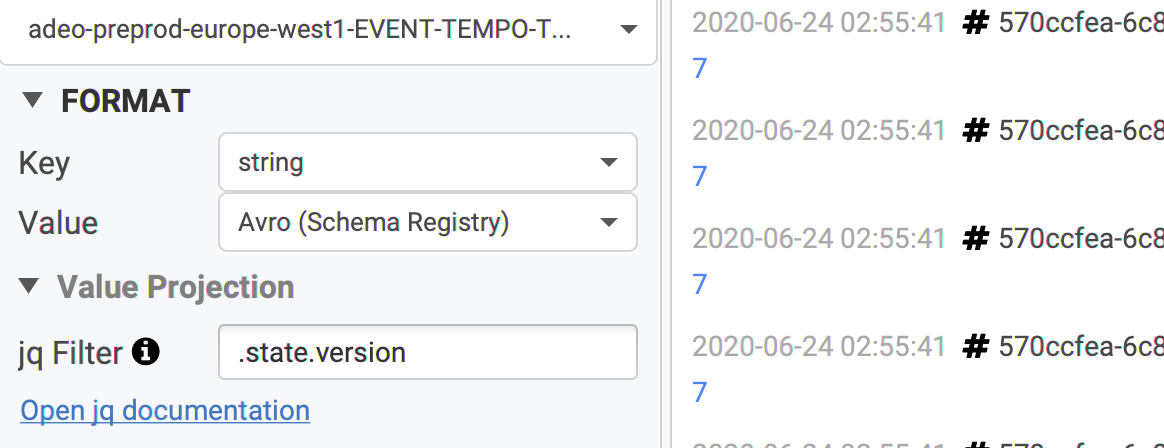 adeo-preprod-europe-west1-EVENT-TEMPO-T...
FORMAT
Key
string
Value
Avro (Schema Registry)
Value Projection
jq Filter
.state.version
Open jq documentation
2020-06-24 02:55:41 # 570ccfea-6c8
7
2020-06-24 02:55:41 # 570ccfea-6c8
7
2020-06-24 02:55:41 # 570ccfea-6c8
7
2020-06-24 02:55:41 # 570ccfea-6c8
7